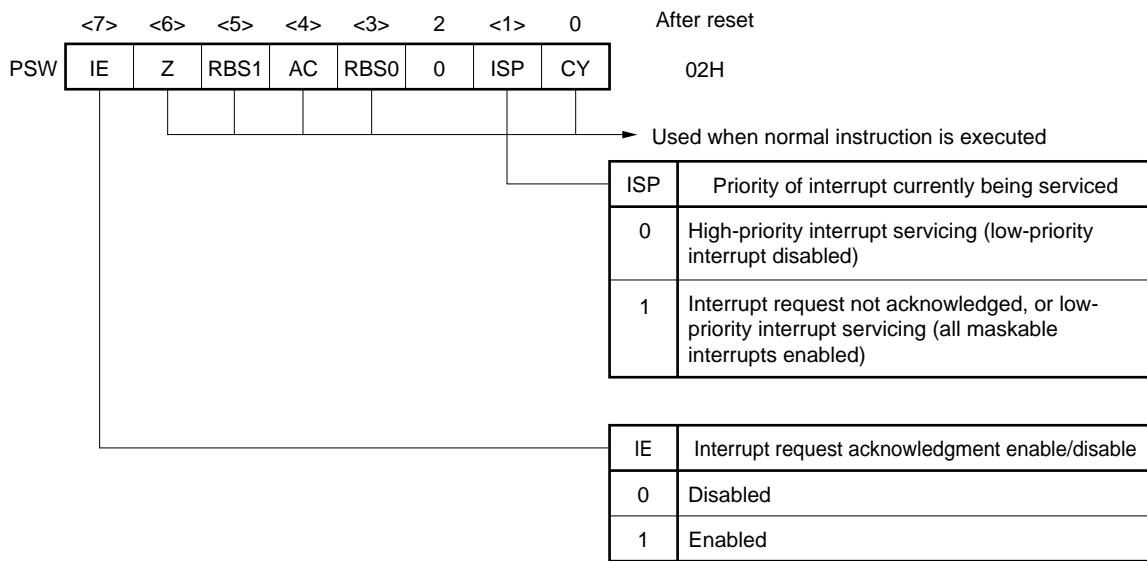 <7> <6> <5> <4> <3> 2 <1> 0 After reset
PSW IE Z RBS1 AC RBS0 0 ISP CY 02H
Used when normal instruction is executed
ISP Priority of interrupt currently being serviced
0 High-priority interrupt servicing (low-priority
interrupt disabled)
1 Interrupt request not acknowledged, or low-
priority interrupt servicing (all maskable
interrupts enabled)
IE Interrupt request acknowledgment enable/disable
0 Disabled
1 Enabled